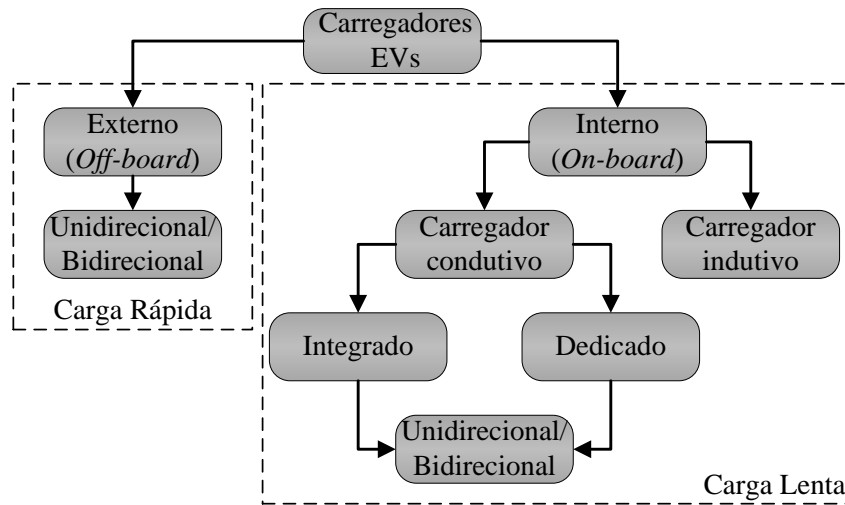 Carregadores
EVs
Externo
(Off-board)
Unidirecional/
Bidirecional
Carga Rápida
Interno
(On-board)
Carregador
condutivo
Carregador
indutivo
Integrado
Dedicado
Unidirecional/
Bidirecional
Carga Lenta